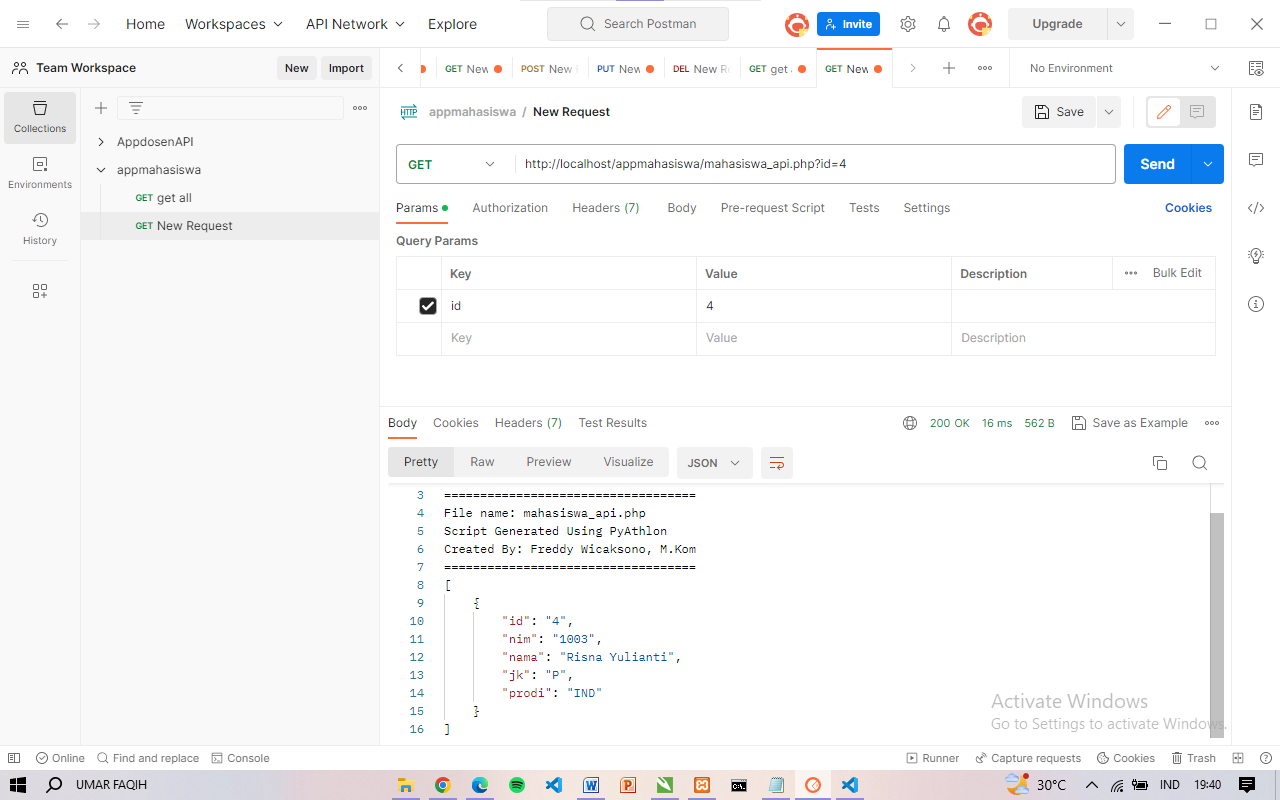 Home Workspaces API Network Explore Search Postman Invite Upgrade
Team Workspace New Import GET New POST New PUT New DEL New R GET get GET New No Environment
Collections
Environments
History
AppdosenAPI
appmahasiswa
GET get all
GET New Request
HTTP appmahasiswa / New Request Save
GET http://localhost/appmahasiswa/mahasiswa_api.php?id=4 Send
Params Authorization Headers (7) Body Pre-request Script Tests Settings Cookies
Query Params
Key Value Description Bulk Edit
id 4
Key Value Description
Body Cookies Headers (7) Test Results 200 OK 16 ms 562 B Save as Example
Pretty Raw Preview Visualize JSON
3 ===================================
4 File name: mahasiswa_api.php
5 Script Generated Using PyAthlon
6 Created By: Freddy Wicaksono, M.Kom
7 ===================================
8 [
9 {
10 "id": "4",
11 "nim": "1003",
12 "nama": "Risna Yulianti",
13 "jk": "P",
14 "prodi": "IND"
15 }
16 ]
Activate Windows
Go to Settings to activate Windows.
Online Find and replace Console Runner Capture requests Cookies Trash
UMAR FAQIH 30°C IND 19:40